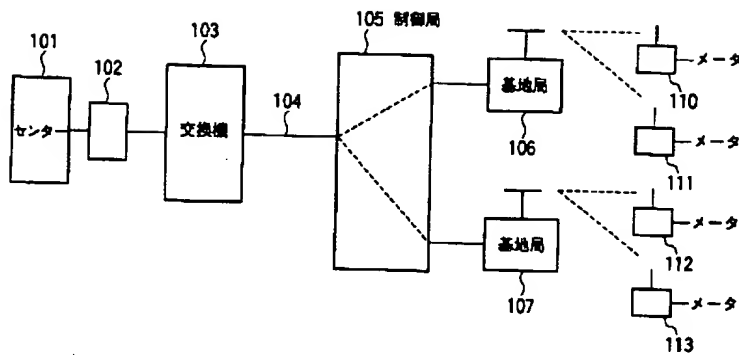 101
センタ
102
103
交換機
104
105 制御局
基地局
106
メータ
110
メータ
111
基地局
107
メータ
112
メータ
113